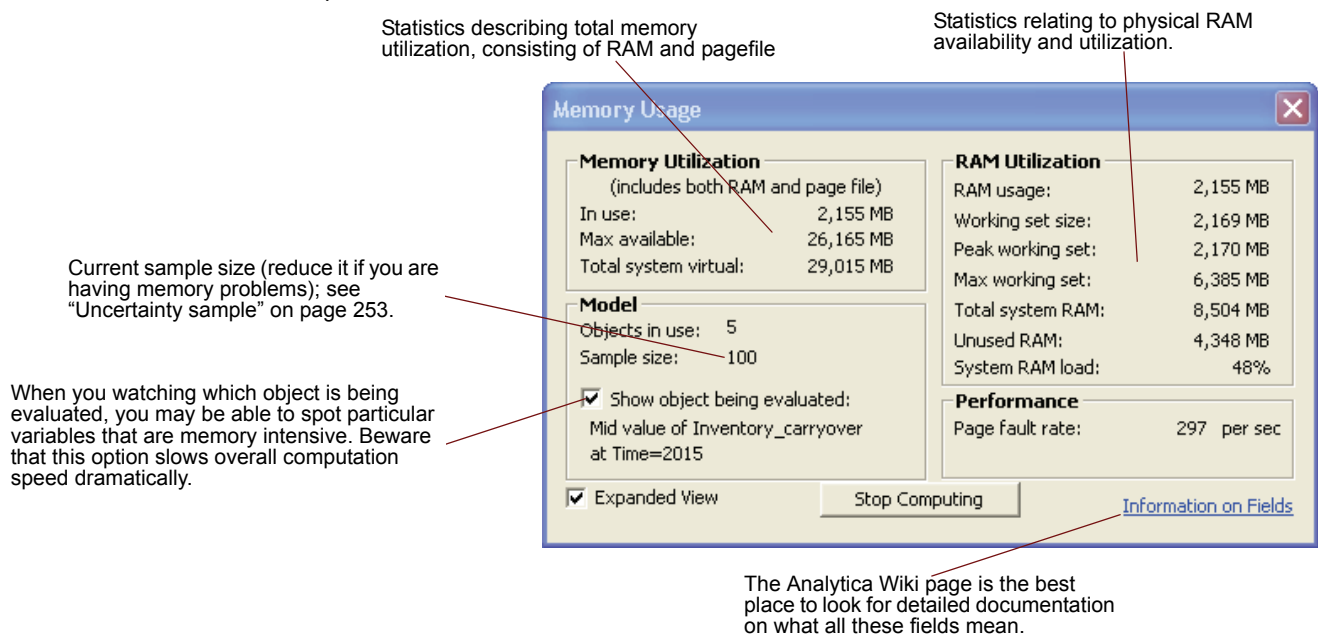 Statistics describing total memory
utilization, consisting of RAM and pagefile
Statistics relating to physical RAM
availability and utilization.
Current sample size (reduce it if you are
having memory problems); see
“Uncertainty sample” on page 253.
When you watching which object is being
evaluated, you may be able to spot particular
variables that are memory intensive. Beware
that this option slows overall computation
speed dramatically.
Memory Usage
Memory Utilization
(includes both RAM and page file)
In use: 2,155 MB
Max available: 26,165 MB
Total system virtual: 29,015 MB
Model
Objects in use: 5
Sample size: 100
Show object being evaluated:
Mid value of Inventory_carryover
at Time=2015
Expanded View
Stop Computing
RAM Utilization
RAM usage: 2,155 MB
Working set size: 2,169 MB
Peak working set: 2,170 MB
Max working set: 6,385 MB
Total system RAM: 8,504 MB
Unused RAM: 4,348 MB
System RAM load: 48%
Performance
Page fault rate: 297 per sec
Information on Fields
The Analytica Wiki page is the best
place to look for detailed documentation
on what all these fields mean.